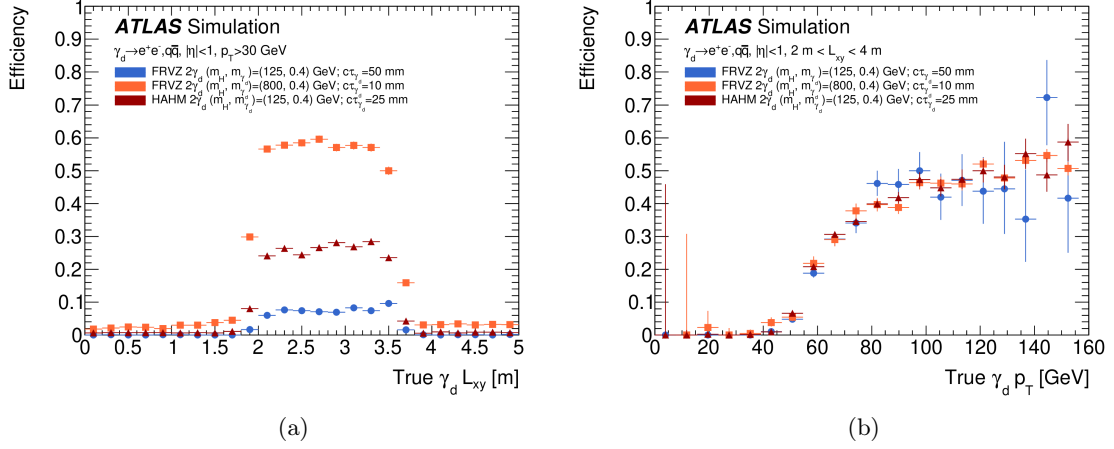 Efficiency
1
0.9
0.8
0.7
0.6
0.5
0.4
0.3
0.2
0.1
0
ATLAS Simulation
γd→e⁺e⁻,qq̄, |η|<1, pT>30 GeV
FRVZ 2γd (mH, mγd)=(125, 0.4) GeV; cτγd=50 mm
FRVZ 2γd (mH, mγd)=(800, 0.4) GeV; cτγd=10 mm
HAHM 2γd (mH, mγd)=(125, 0.4) GeV; cτγd=25 mm
0 0.5 1 1.5 2 2.5 3 3.5 4 4.5 5
True γd Lxy [m]
(a)
Efficiency
1
0.9
0.8
0.7
0.6
0.5
0.4
0.3
0.2
0.1
0
ATLAS Simulation
γd→e⁺e⁻,qq̄, |η|<1, 2 m < Lxy < 4 m
FRVZ 2γd (mH, mγd)=(125, 0.4) GeV; cτγd=50 mm
FRVZ 2γd (mH, mγd)=(800, 0.4) GeV; cτγd=10 mm
HAHM 2γd (mH, mγd)=(125, 0.4) GeV; cτγd=25 mm
0 20 40 60 80 100 120 140 160
True γd pT [GeV]
(b)